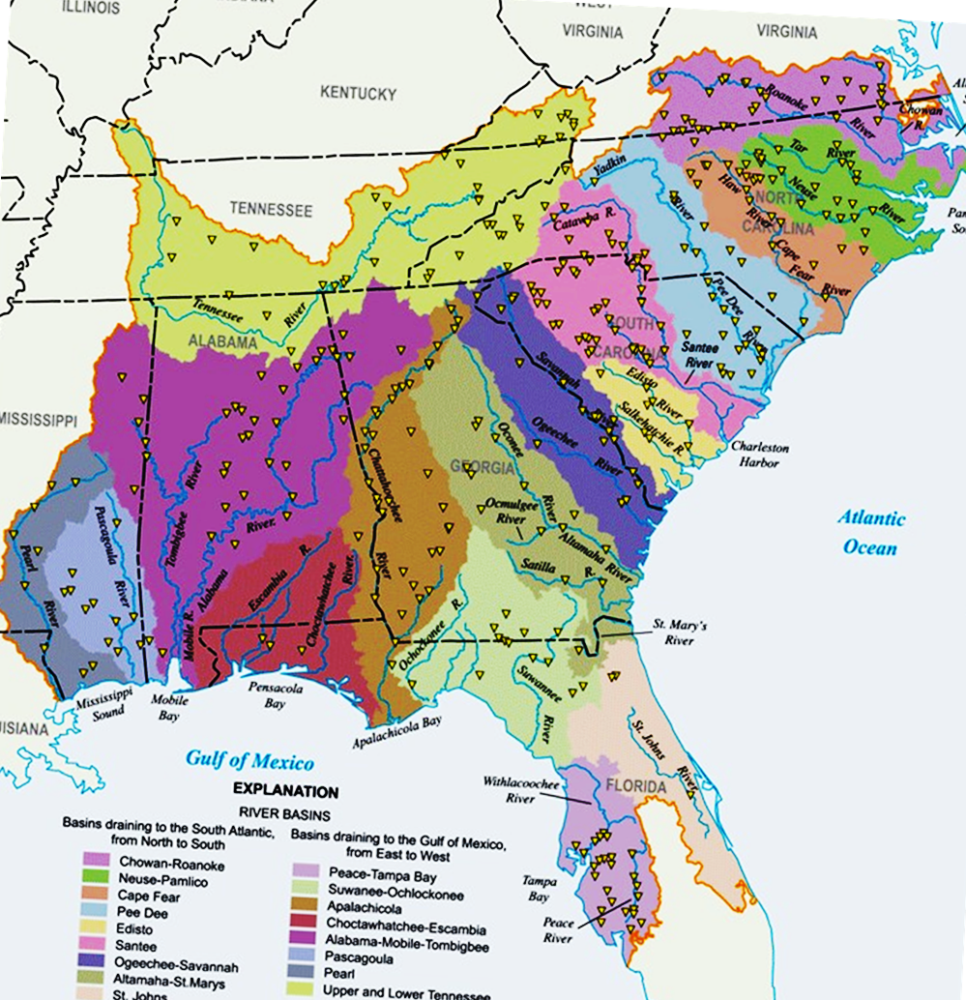 ILLINOIS
VIRGINIA
VIRGINIA
KENTUCKY
Roanoke
River
Chowan
R.
Tar
River
Yadkin
River
Haw
River
Neuse
River
NORTH
CAROLINA
TENNESSEE
Catawba R.
Cape
Fear
River
Pee Dee
River
Tennessee
River
ALABAMA
SOUTH
CAROLINA
Santee
River
Edisto
River
Savannah
River
Salkehatchie R.
MISSISSIPPI
Ogeechee
River
Oconee
River
GEORGIA
Charleston
Harbor
Chattahoochee
River
Tombigbee
River
Ocmulgee
River
Altamaha River
Atlantic
Ocean
Pascagoula
River
Pearl
River
Alabama
River.
Escambia
R.
Choctawhatchee
River.
Satilla
R.
Mobile R.
Ochockonee
R.
St. Mary's
River
Suwannee
River
Mississippi
Sound
Mobile
Bay
Pensacola
Bay
Apalachicola Bay
St. Johns
River
Gulf of Mexico
Withlacoochee
River
FLORIDA
Tampa
Bay
Peace
River
EXPLANATION
RIVER BASINS
Basins draining to the South Atlantic,
from North to South
Chowan-Roanoke
Neuse-Pamlico
Cape Fear
Pee Dee
Edisto
Santee
Ogeechee-Savannah
Altamaha-St.Marys
St. Johns
Basins draining to the Gulf of Mexico,
from East to West
Peace-Tampa Bay
Suwanee-Ochlockonee
Apalachicola
Choctawhatchee-Escambia
Alabama-Mobile-Tombigbee
Pascagoula
Pearl
Upper and Lower Tennessee